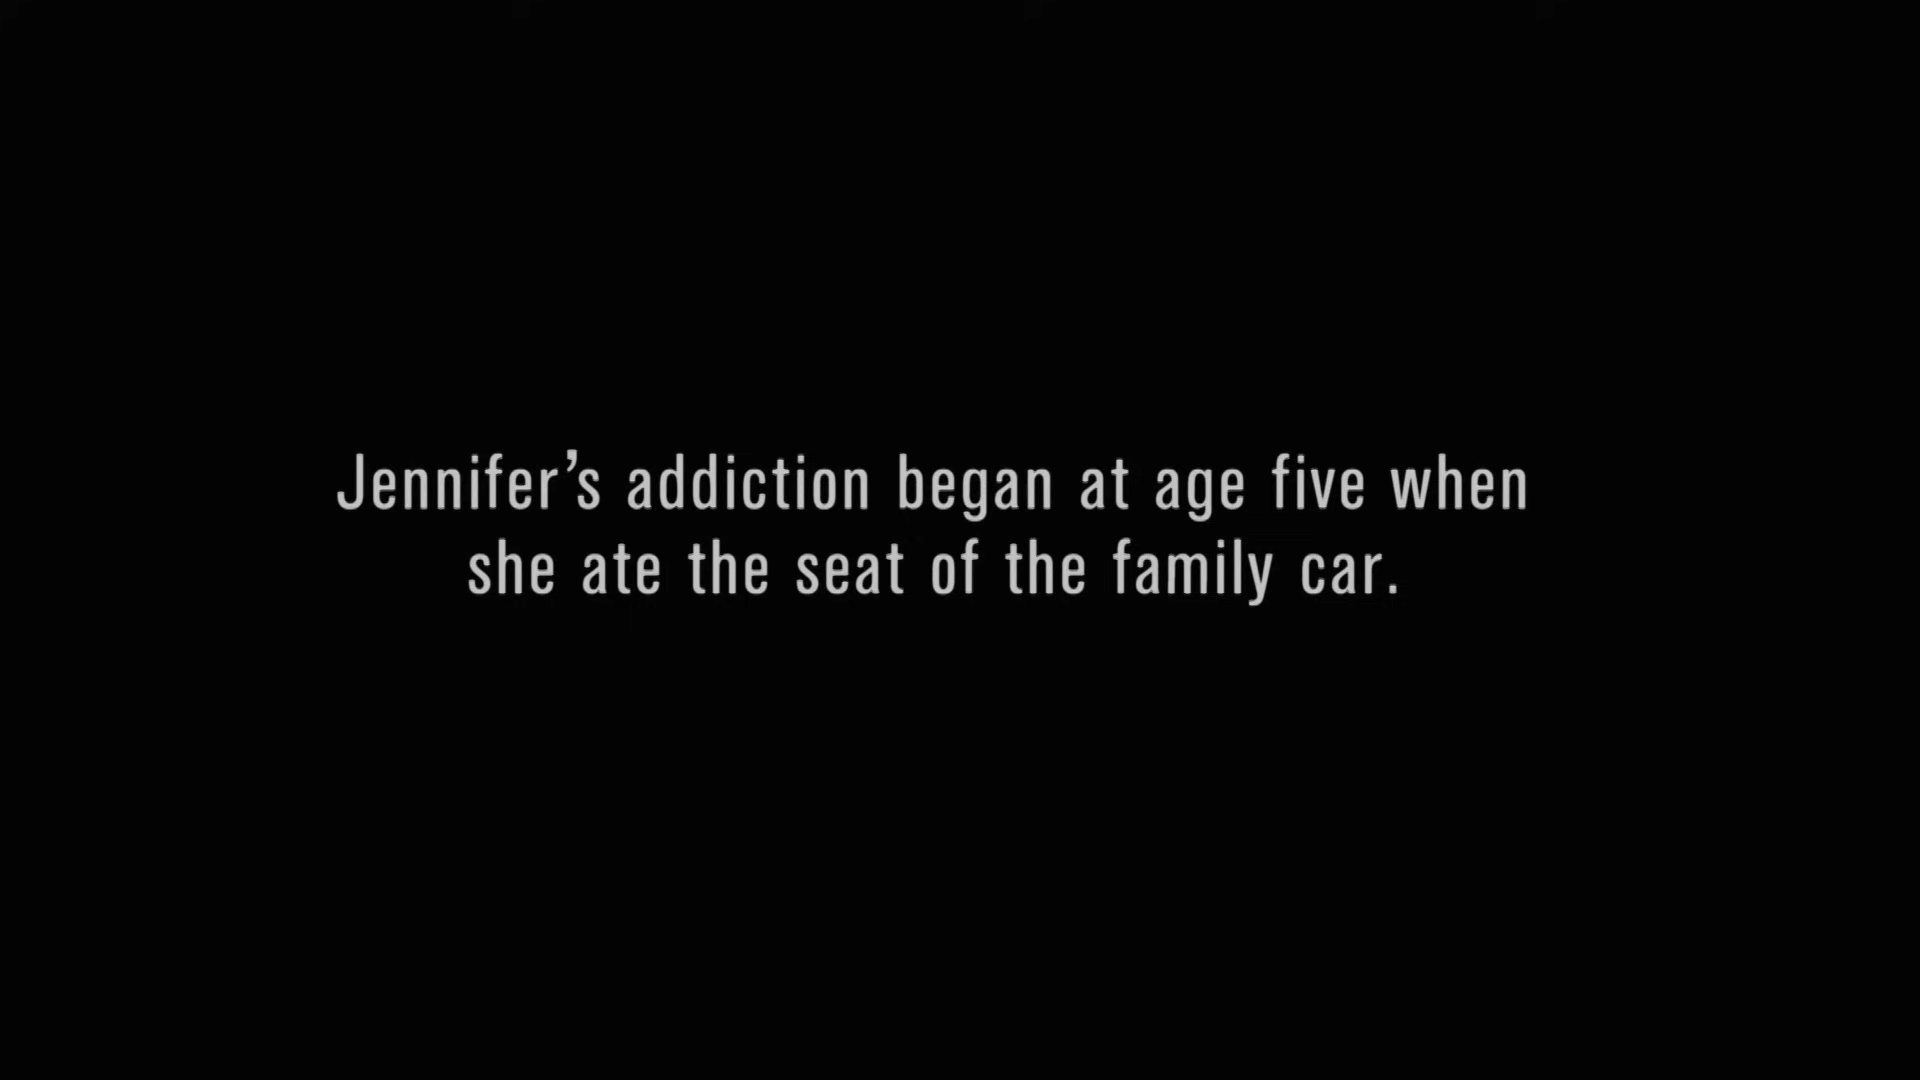 Jennifer’s addiction began at age five when
she ate the seat of the family car.